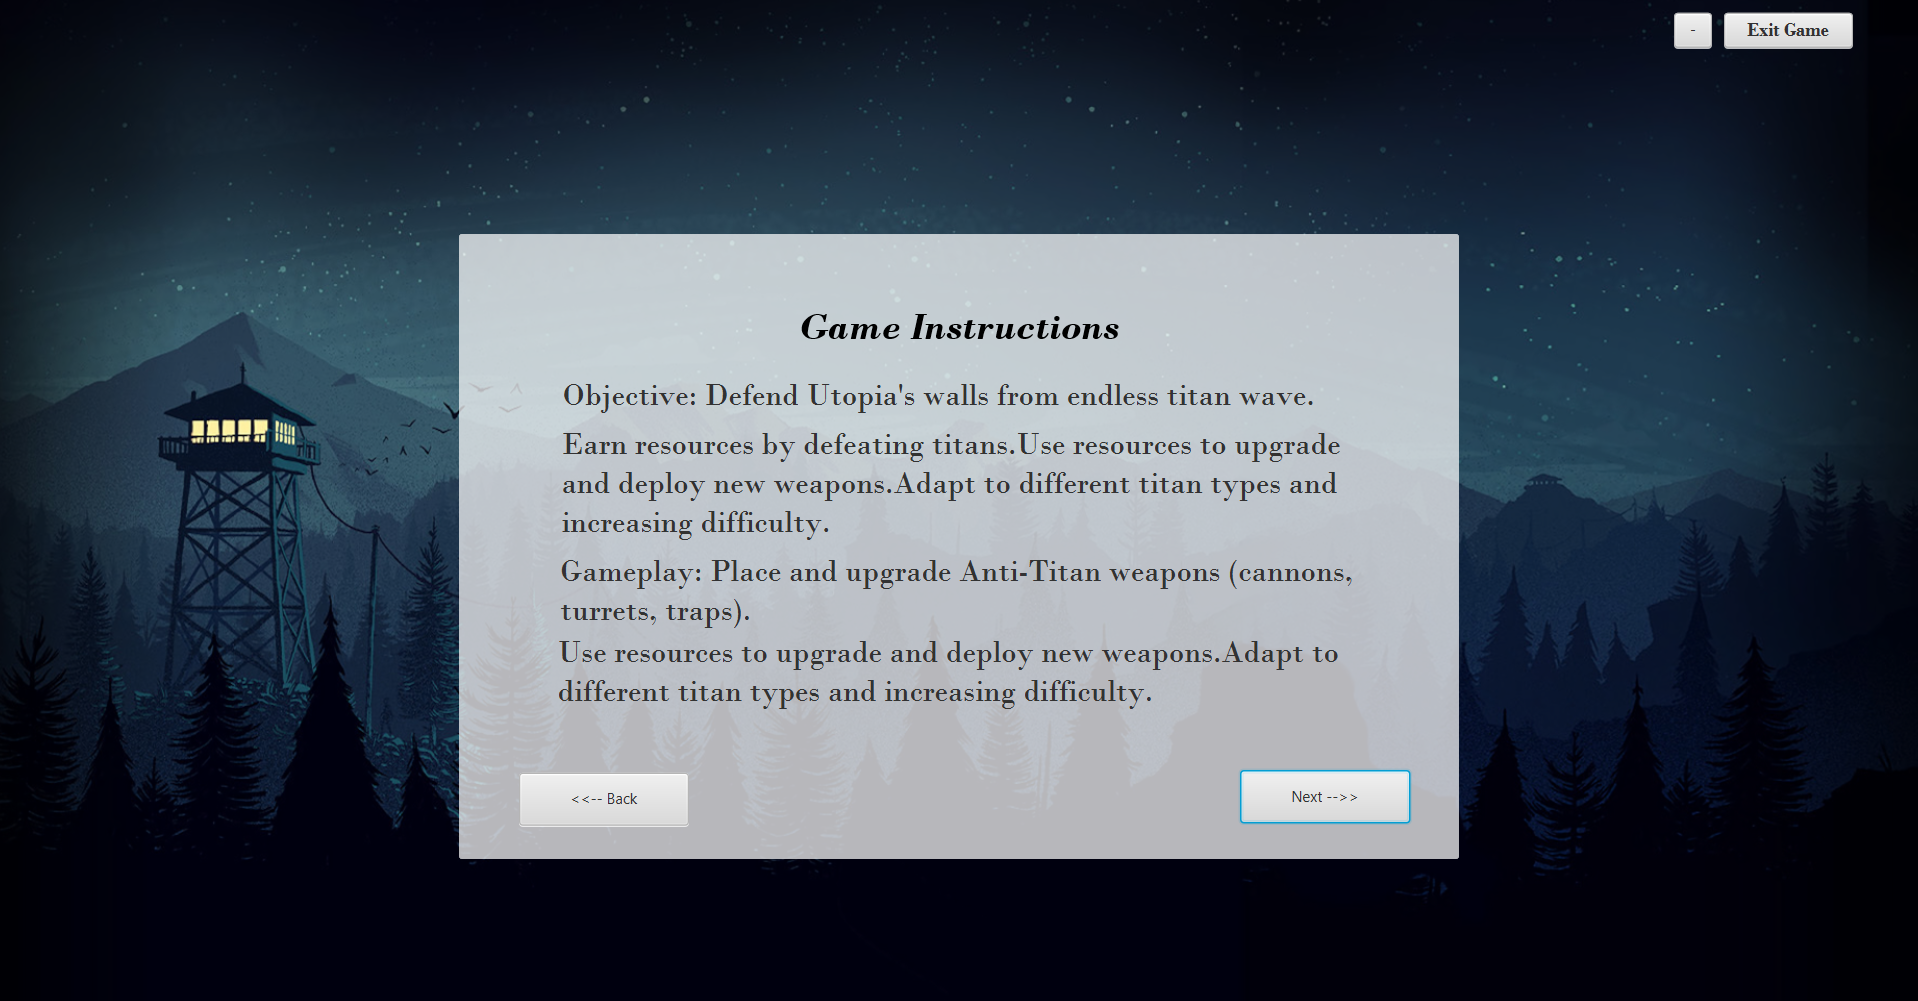 -
Exit Game
Game Instructions
Objective: Defend Utopia's walls from endless titan wave.
Earn resources by defeating titans.Use resources to upgrade
and deploy new weapons.Adapt to different titan types and
increasing difficulty.
Gameplay: Place and upgrade Anti-Titan weapons (cannons,
turrets, traps).
Use resources to upgrade and deploy new weapons.Adapt to
different titan types and increasing difficulty.
<<-- Back
Next -->>